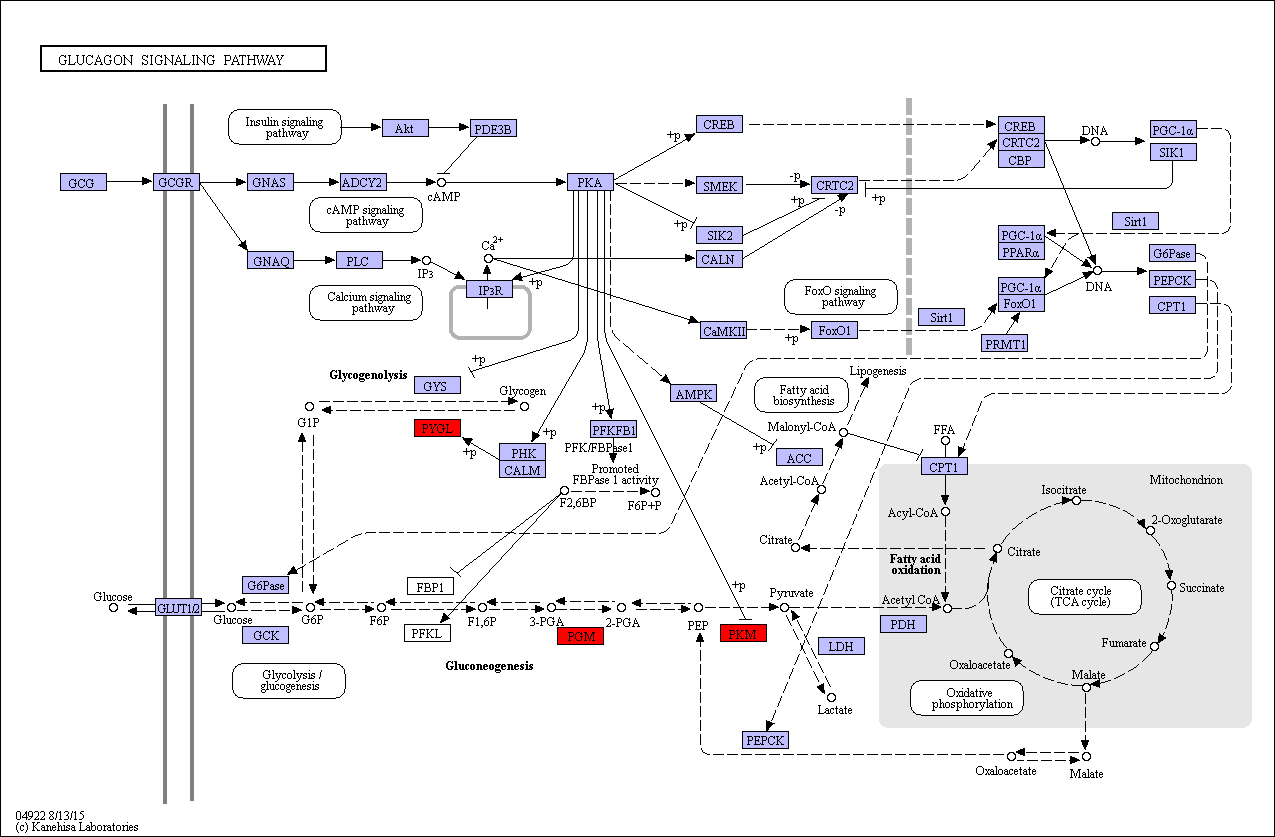 GLUCAGON SIGNALING PATHWAY
Insulin signaling
pathway
Akt
PDE3B
GCG
GCGR
GNAS
ADCY2
cAMP
PKA
cAMP signaling
pathway
GNAQ
PLC
IP3
Ca2+
IP3R
+p
Calcium signaling
pathway
+p
CREB
SMEK
-p
CRTC2
+p
+p
-p
+p
SIK2
CALN
CaMKII
+p
FoxO1
FoxO signaling
pathway
CREB
CRTC2
CBP
DNA
PGC-1α
SIK1
Sirt1
PGC-1α
PPARα
PGC-1α
FoxO1
Sirt1
PRMT1
DNA
G6Pase
PEPCK
CPT1
Glycogenolysis
+p
GYS
Glycogen
G1P
PYGL
+p
PHK
CALM
+p
+p
PFKFB1
PFK/FBPase1
Promoted
FBPase 1 activity
F2,6BP
F6P+P
AMPK
+p
ACC
Fatty acid
biosynthesis
Lipogenesis
Malonyl-CoA
Acetyl-CoA
Citrate
FFA
CPT1
Acyl-CoA
Fatty acid
oxidation
Mitochondrion
Isocitrate
2-Oxoglutarate
Citrate
Succinate
Citrate cycle
(TCA cycle)
Fumarate
Malate
Oxaloacetate
Oxidative
phosphorylation
Glucose
GLUT1/2
Glucose
G6Pase
GCK
G6P
F6P
FBP1
PFKL
F1,6P
3-PGA
PGM
2-PGA
PEP
+p
PKM
Pyruvate
LDH
Lactate
PDH
Acetyl CoA
Gluconeogenesis
Glycolysis /
glucogenesis
PEPCK
Oxaloacetate
Malate
04922 8/13/15
(c) Kanehisa Laboratories